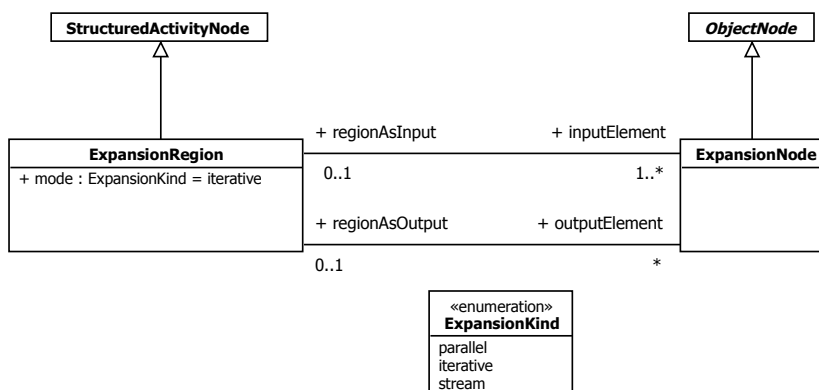 StructuredActivityNode
ObjectNode
+ regionAsInput
+ inputElement
ExpansionRegion
ExpansionNode
+ mode : ExpansionKind = iterative
0..1
1..*
+ regionAsOutput
+ outputElement
0..1
*
«enumeration»
ExpansionKind
parallel
iterative
stream